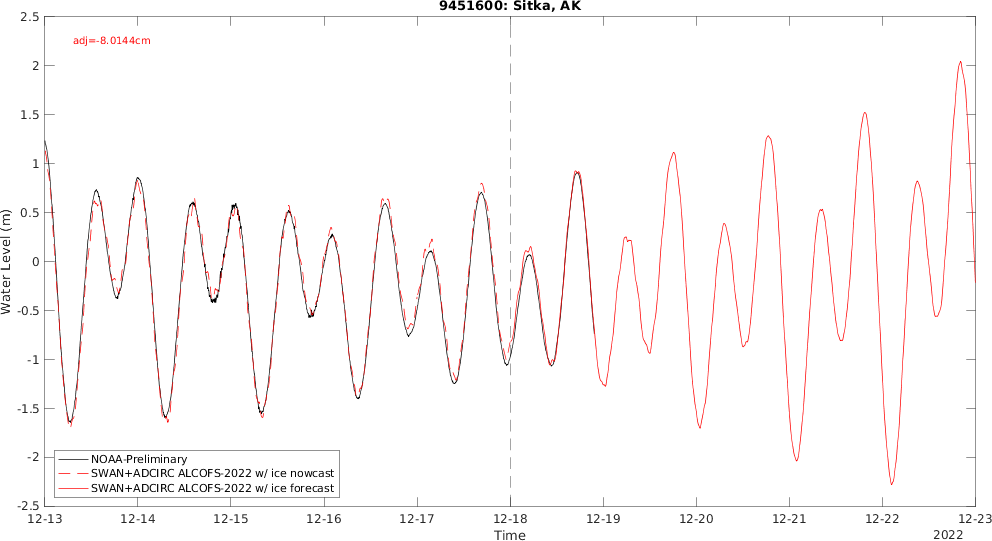 9451600: Sitka, AK
adj=-8.0144cm
Water Level (m)
2.5
2
1.5
1
0.5
0
-0.5
-1
-1.5
-2
-2.5
NOAA-Preliminary
SWAN+ADCIRC ALCOFS-2022 w/ ice nowcast
SWAN+ADCIRC ALCOFS-2022 w/ ice forecast
12-13 12-14 12-15 12-16 12-17 12-18 12-19 12-20 12-21 12-22 12-23
Time
2022